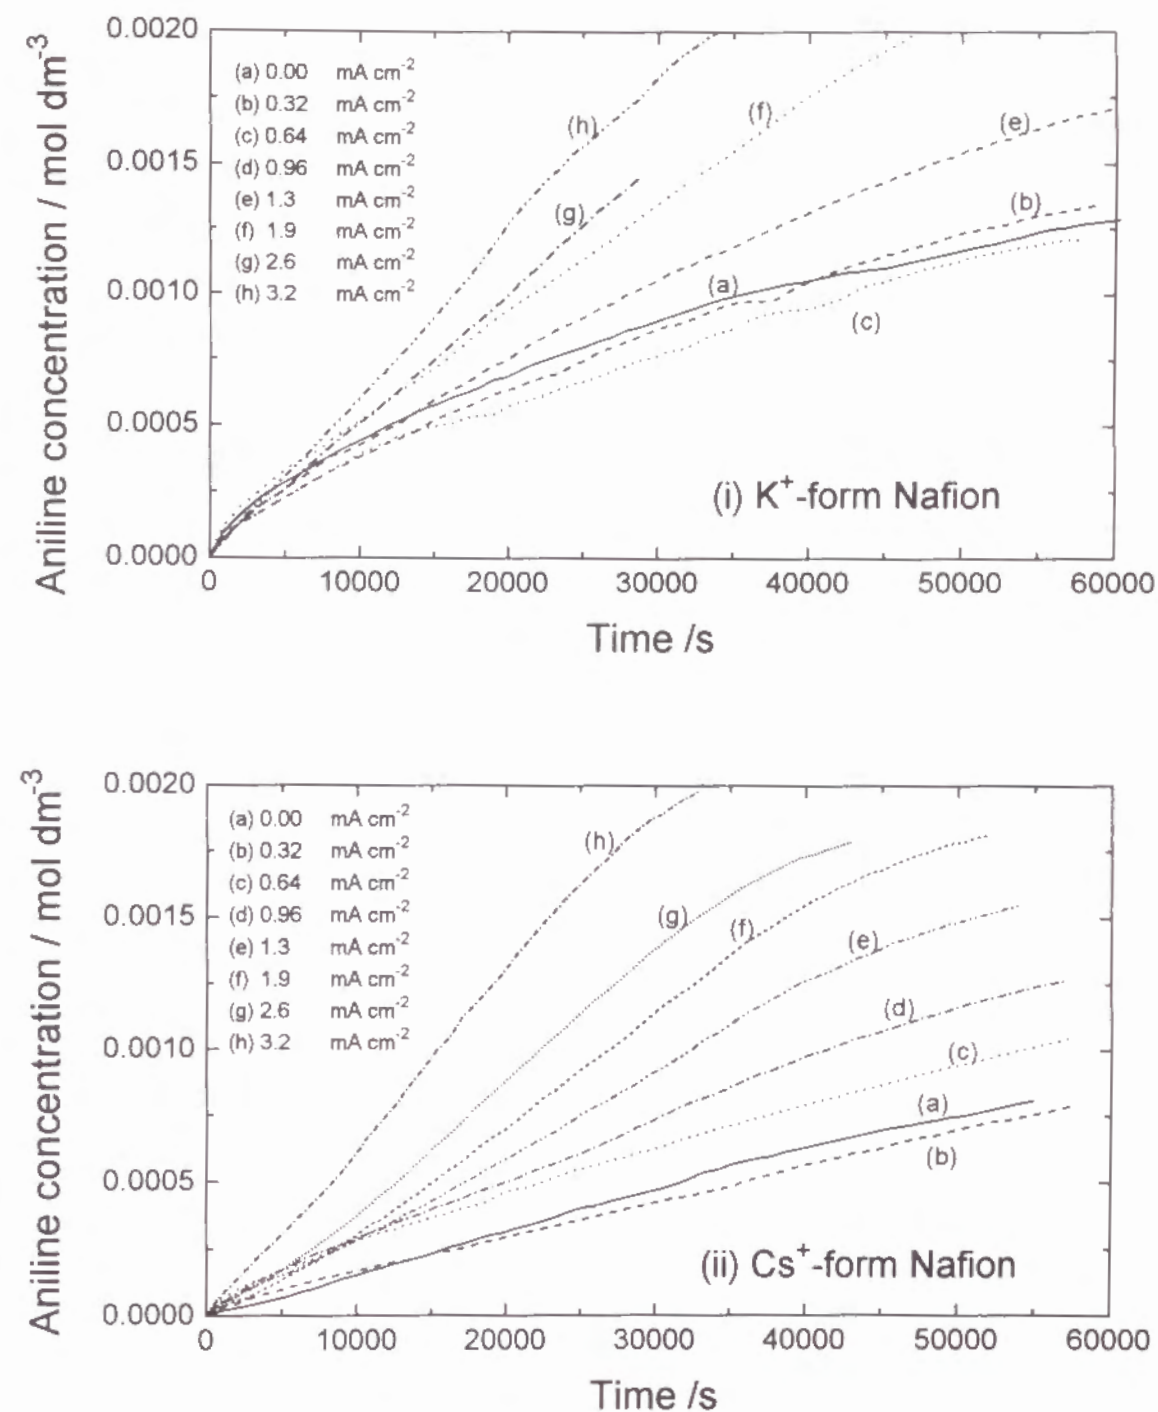 0.0020
(a) 0.00 mA cm⁻²
(b) 0.32 mA cm⁻²
(c) 0.64 mA cm⁻²
(d) 0.96 mA cm⁻²
(e) 1.3 mA cm⁻²
(f) 1.9 mA cm⁻²
(g) 2.6 mA cm⁻²
(h) 3.2 mA cm⁻²
0.0015
0.0010
0.0005
0.0000
Aniline concentration / mol dm⁻³
(h)
(f)
(e)
(g)
(b)
(a)
(c)
(i) K⁺-form Nafion
0 10000 20000 30000 40000 50000 60000
Time /s
0.0020
(a) 0.00 mA cm⁻²
(b) 0.32 mA cm⁻²
(c) 0.64 mA cm⁻²
(d) 0.96 mA cm⁻²
(e) 1.3 mA cm⁻²
(f) 1.9 mA cm⁻²
(g) 2.6 mA cm⁻²
(h) 3.2 mA cm⁻²
0.0015
0.0010
0.0005
0.0000
Aniline concentration / mol dm⁻³
(h)
(g)
(f)
(e)
(d)
(c)
(a)
(b)
(ii) Cs⁺-form Nafion
0 10000 20000 30000 40000 50000 60000
Time /s